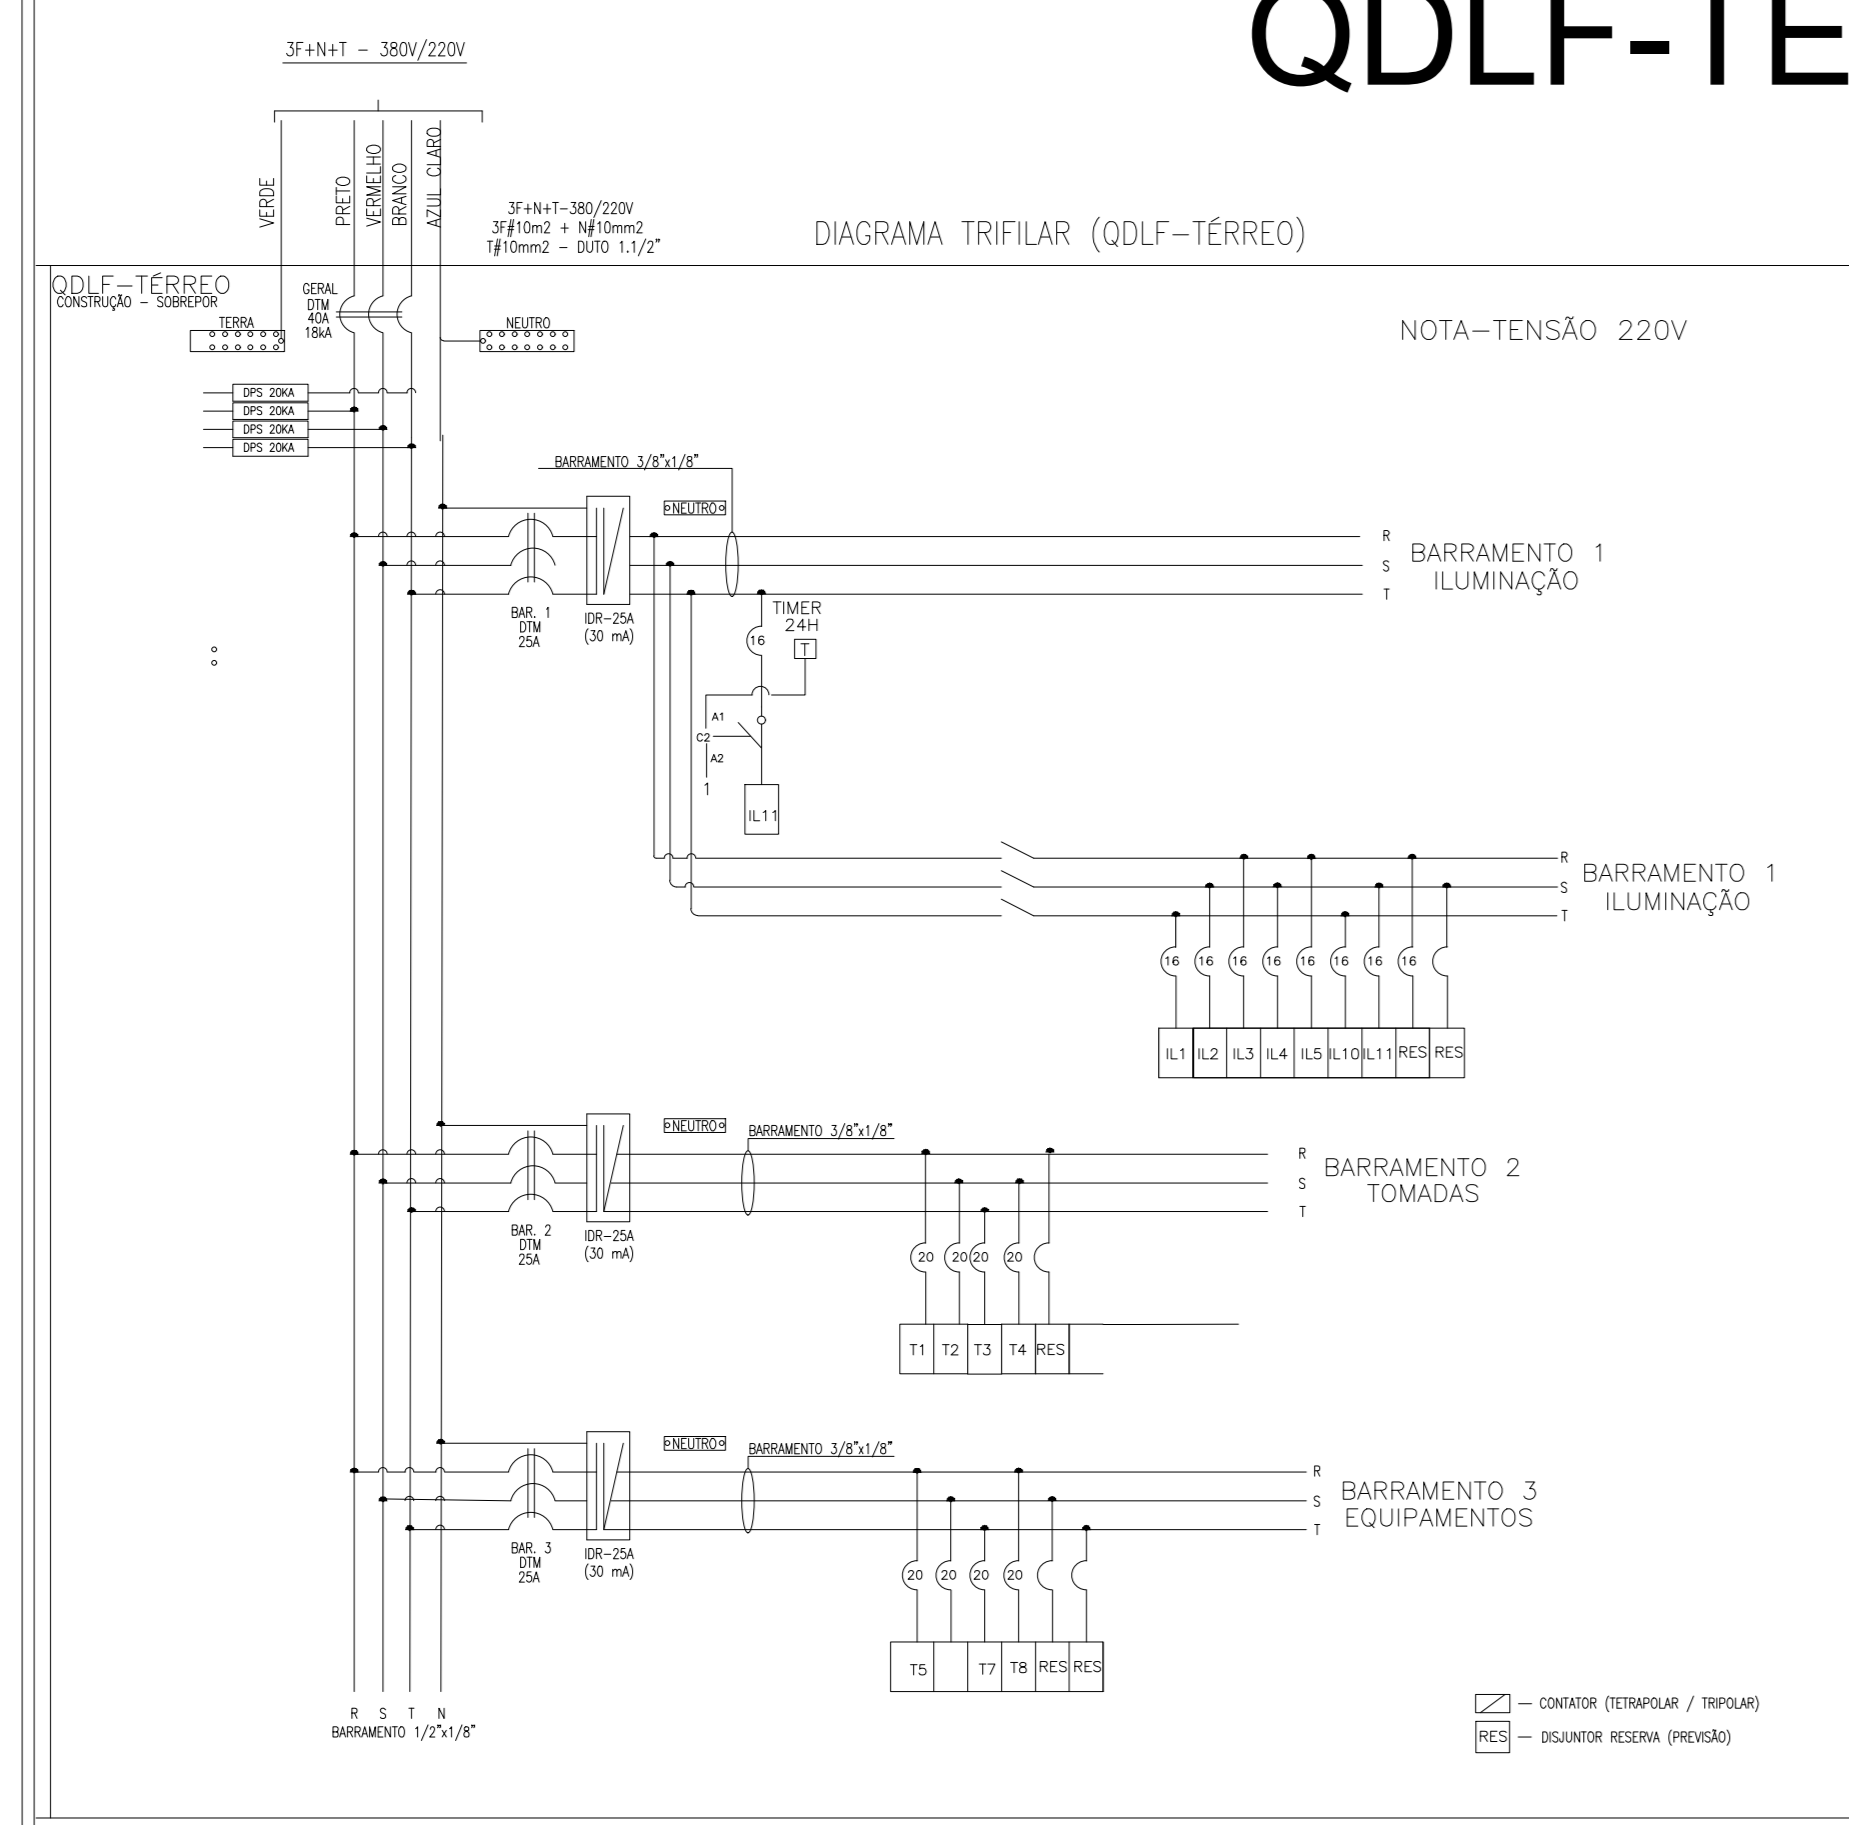 QDLF-TE
3F+N+T - 380V/220V
VERDE
PRETO
VERMELHO
BRANCO
AZUL CLARO
3F+N+T-380/220V
3F#10m2 + N#10mm2
T#10mm2 - DUTO 1.1/2"
DIAGRAMA TRIFILAR (QDLF-TÉRREO)
QDLF-TÉRREO
CONSTRUÇÃO - SOBREPOR
GERAL
DTM
40A
18kA
TERRA
NEUTRO
NOTA-TENSÃO 220V
DPS 20KA
DPS 20KA
DPS 20KA
DPS 20KA
BARRAMENTO 3/8"x1/8"
NEUTRO
R
S
T
BARRAMENTO 1
ILUMINAÇÃO
BAR. 1
DTM
25A
IDR-25A
(30 mA)
TIMER
24H
16
T
A1
C2
A2
1
IL11
R
S
T
BARRAMENTO 1
ILUMINAÇÃO
16 16 16 16 16 16 16 16
IL1 IL2 IL3 IL4 IL5 IL10 IL11 RES RES
NEUTRO
BARRAMENTO 3/8"x1/8"
R
S
T
BARRAMENTO 2
TOMADAS
BAR. 2
DTM
25A
IDR-25A
(30 mA)
20 20 20 20
T1 T2 T3 T4 RES
NEUTRO
BARRAMENTO 3/8"x1/8"
R
S
T
BARRAMENTO 3
EQUIPAMENTOS
BAR. 3
DTM
25A
IDR-25A
(30 mA)
20 20 20 20
T5 T7 T8 RES RES
R S T N
BARRAMENTO 1/2"x1/8"
- CONTATOR (TETRAPOLAR / TRIPOLAR)
RES - DISJUNTOR RESERVA (PREVISÃO)